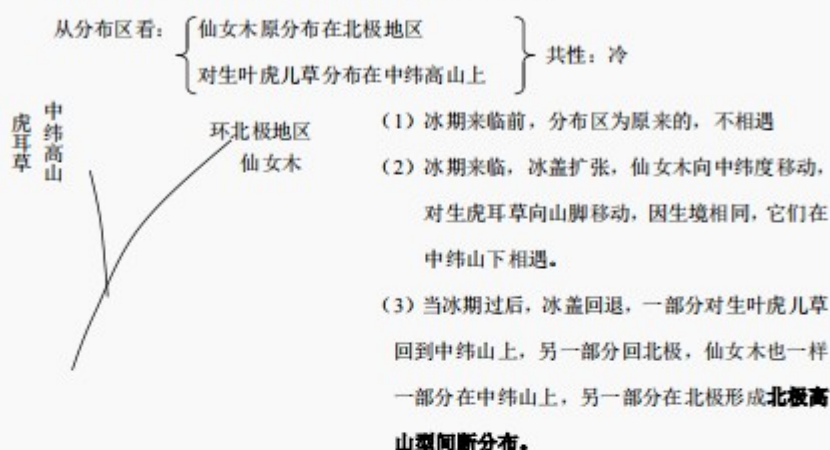 从分布区看：
仙女木原分布在北极地区
对生叶虎儿草分布在中纬高山上
共性：冷
虎耳草
中纬高山
环北极地区
仙女木
（1）冰期来临前，分布区为原来的，不相遇
（2）冰期来临，冰盖扩张，仙女木向中纬度移动，
对生虎耳草向山脚移动，因生境相同，它们在
中纬山下相遇。
（3）当冰期过后，冰盖回退，一部分对生叶虎儿草
回到中纬山上，另一部分回北极，仙女木也一样
一部分在中纬山上，另一部分在北极形成北极高
山型间断分布。